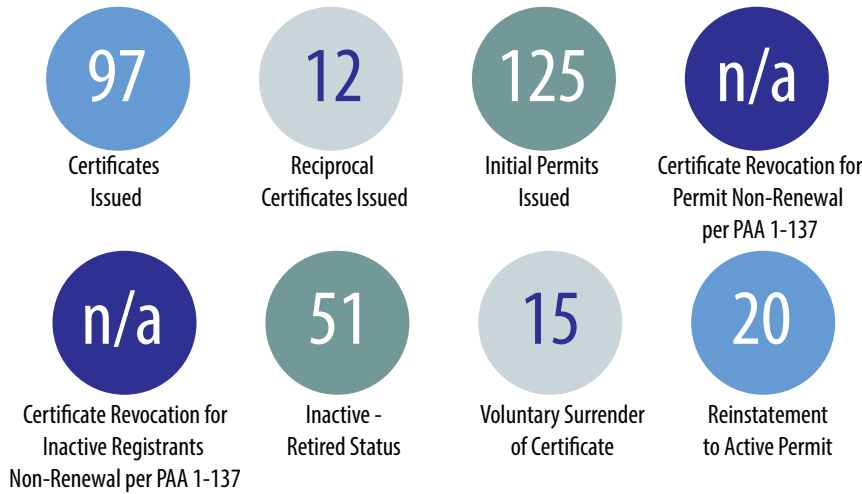 97
Certificates
Issued
12
Reciprocal
Certificates Issued
125
Initial Permits
Issued
n/a
Certificate Revocation for
Permit Non-Renewal
per PAA 1-137
n/a
Certificate Revocation for
Inactive Registrants
Non-Renewal per PAA 1-137
51
Inactive -
Retired Status
15
Voluntary Surrender
of Certificate
20
Reinstatement
to Active Permit